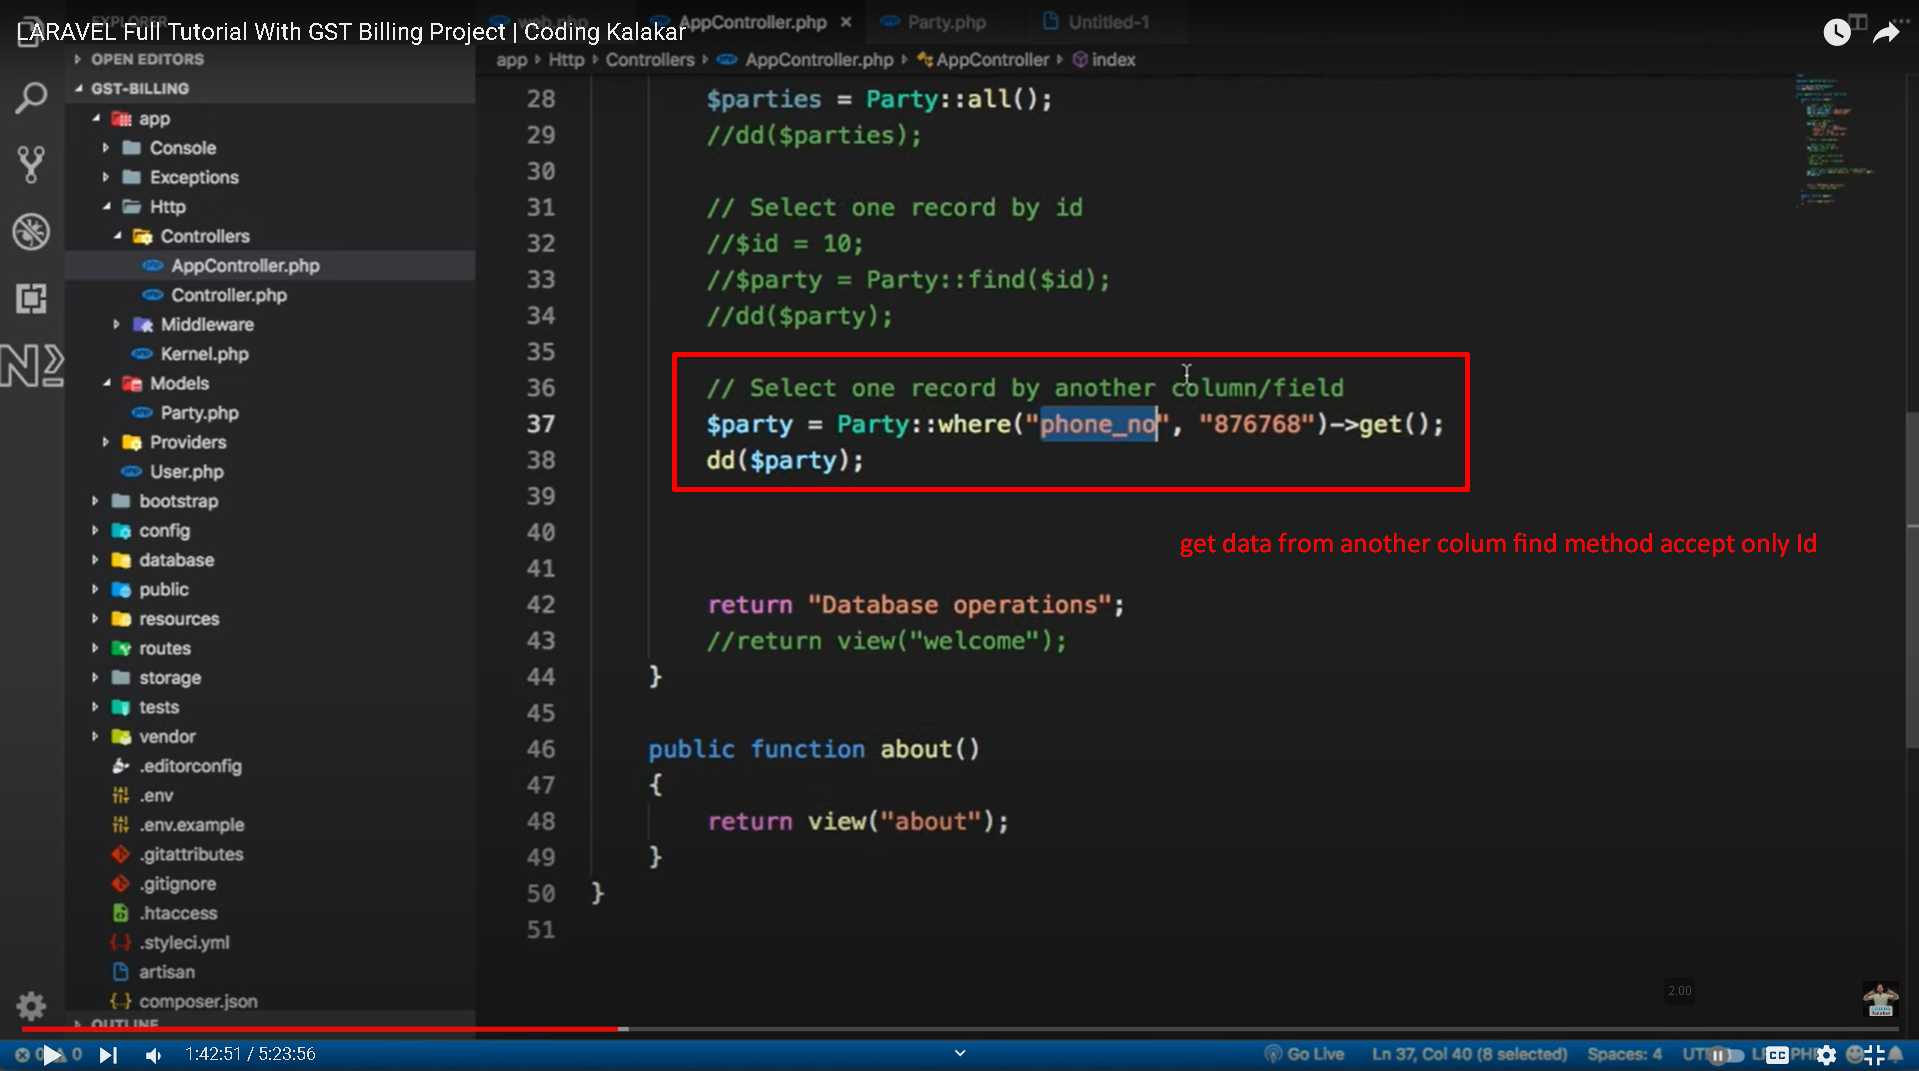 LARAVEL Full Tutorial With GST Billing Project | Coding Kalakar
EXPLORER
web.php
AppController.php ×
Party.php
Untitled-1
OPEN EDITORS
GST-BILLING
app
Console
Exceptions
Http
Controllers
AppController.php
Controller.php
Middleware
Kernel.php
Models
Party.php
Providers
User.php
bootstrap
config
database
public
resources
routes
storage
tests
vendor
.editorconfig
.env
.env.example
.gitattributes
.gitignore
.htaccess
.styleci.yml
artisan
composer.json
OUTLINE
app Http Controllers AppController.php AppController index
28 $parties = Party::all();
29 //dd($parties);
30
31 // Select one record by id
32 //$id = 10;
33 //$party = Party::find($id);
34 //dd($party);
35
36 // Select one record by another column/field
37 $party = Party::where("phone_no", "876768")->get();
38 dd($party);
39
40
get data from another colum find method accept only Id
41
42 return "Database operations";
43 //return view("welcome");
44 }
45
46 public function about()
47 {
48 return view("about");
49 }
50 }
51
2.00
0 0
1:42:51 / 5:23:56
Go Live
Ln 37, Col 40 (8 selected)
Spaces: 4
CC